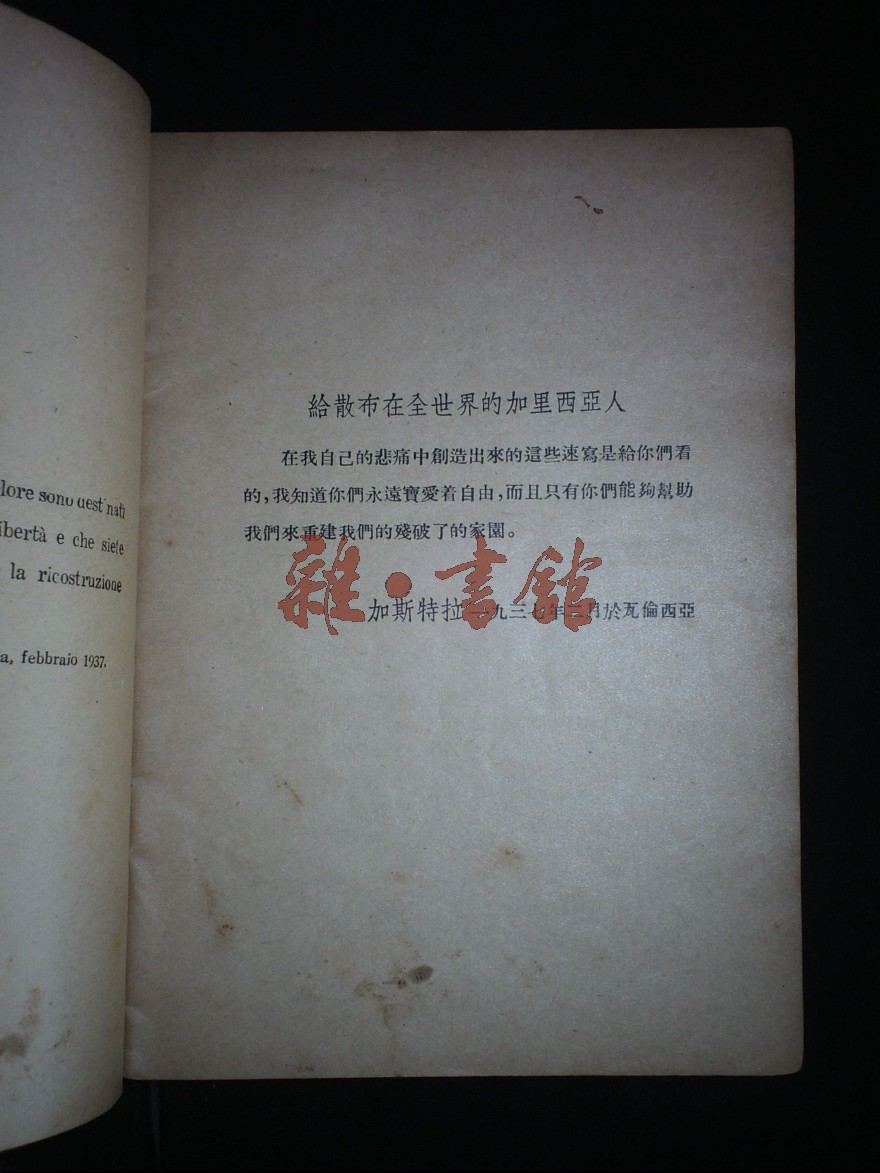 lore sono dest nati
ibertà e che siete
la ricostruzione
a, febbraio 1937.
給散布在全世界的加里西亞人
在我自己的悲痛中創造出來的這些速寫是給你們看
的，我知道你們永遠寶愛着自由，而且只有你們能夠幫助
我們來重建我們的殘破了的家園。
加斯特拉 一九三七年二月於瓦倫西亞
雜·書館